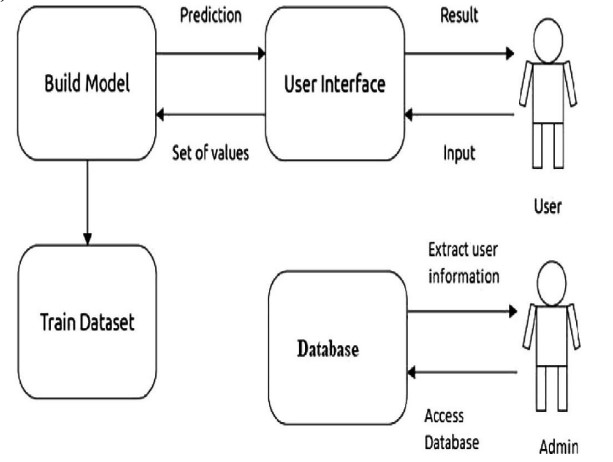 Prediction
Result
Build Model
User Interface
Set of values
Input
User
Extract user
information
Train Dataset
Database
Access
Database
Admin